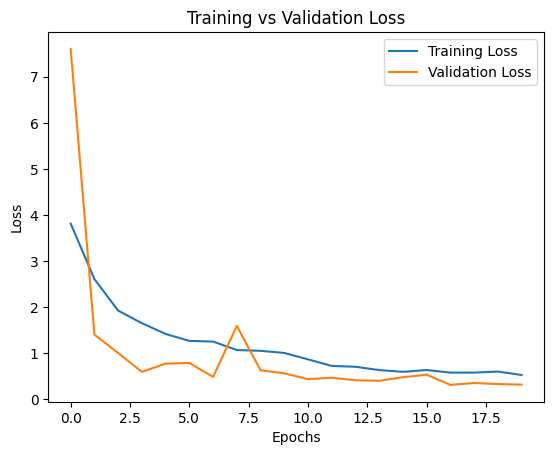 Training vs Validation Loss
Training Loss
Validation Loss
7
6
5
4
3
2
1
0
Loss
0.0 2.5 5.0 7.5 10.0 12.5 15.0 17.5
Epochs